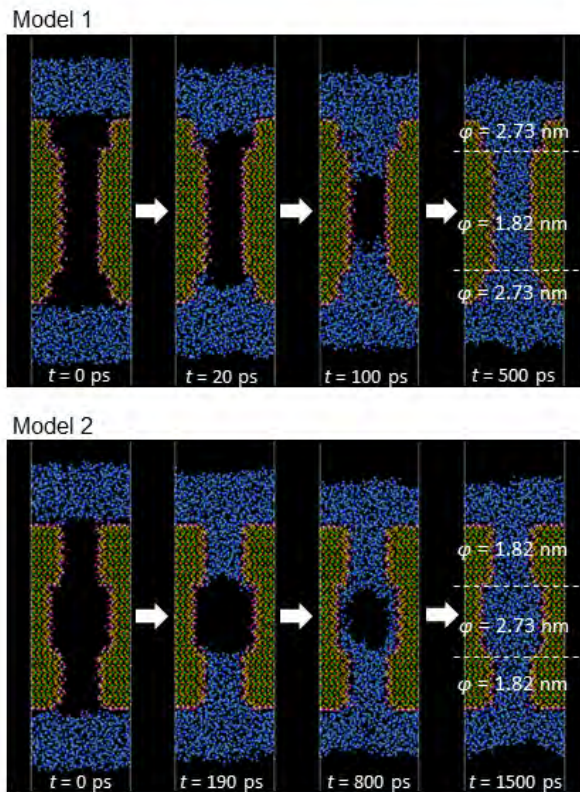 Model 1
φ = 2.73 nm
φ = 1.82 nm
φ = 2.73 nm
t = 0 ps
t = 20 ps
t = 100 ps
t = 500 ps
Model 2
φ = 1.82 nm
φ = 2.73 nm
φ = 1.82 nm
t = 0 ps
t = 190 ps
t = 800 ps
t = 1500 ps